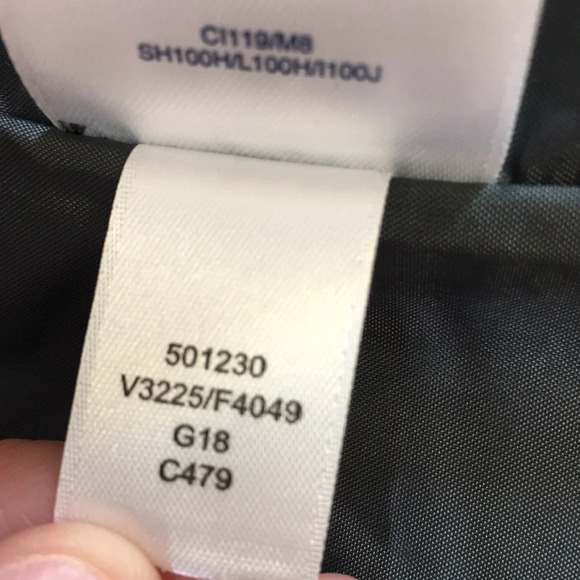 CI119/M8
SH100H/L100H/I100J
501230
V3225/F4049
G18
C479